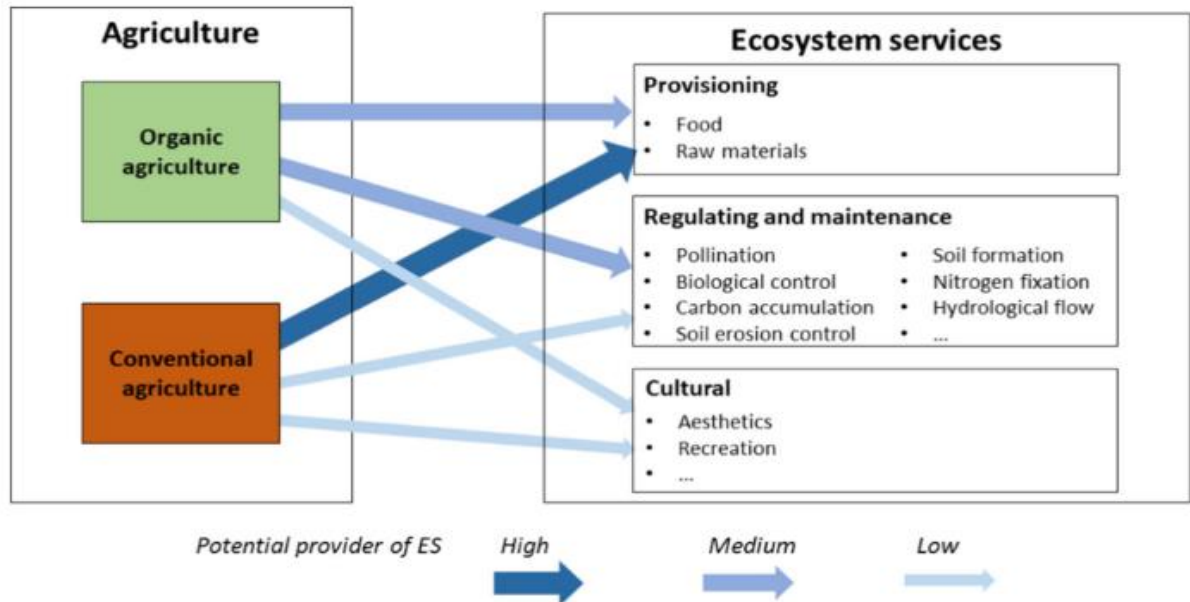 Agriculture
Organic
agriculture
Conventional
agriculture
Ecosystem services
Provisioning
• Food
• Raw materials
Regulating and maintenance
• Pollination
• Biological control
• Carbon accumulation
• Soil erosion control
• Soil formation
• Nitrogen fixation
• Hydrological flow
• ...
Cultural
• Aesthetics
• Recreation
• ...
Potential provider of ES High Medium Low